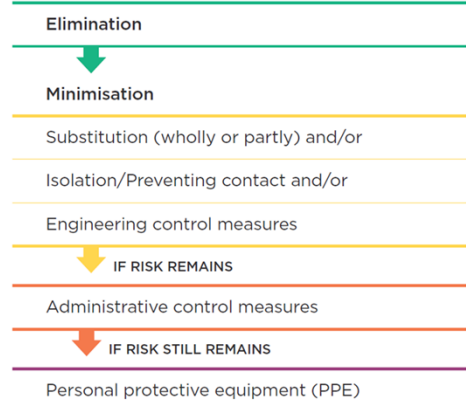 Elimination
Minimisation
Substitution (wholly or partly) and/or
Isolation/Preventing contact and/or
Engineering control measures
IF RISK REMAINS
Administrative control measures
IF RISK STILL REMAINS
Personal protective equipment (PPE)